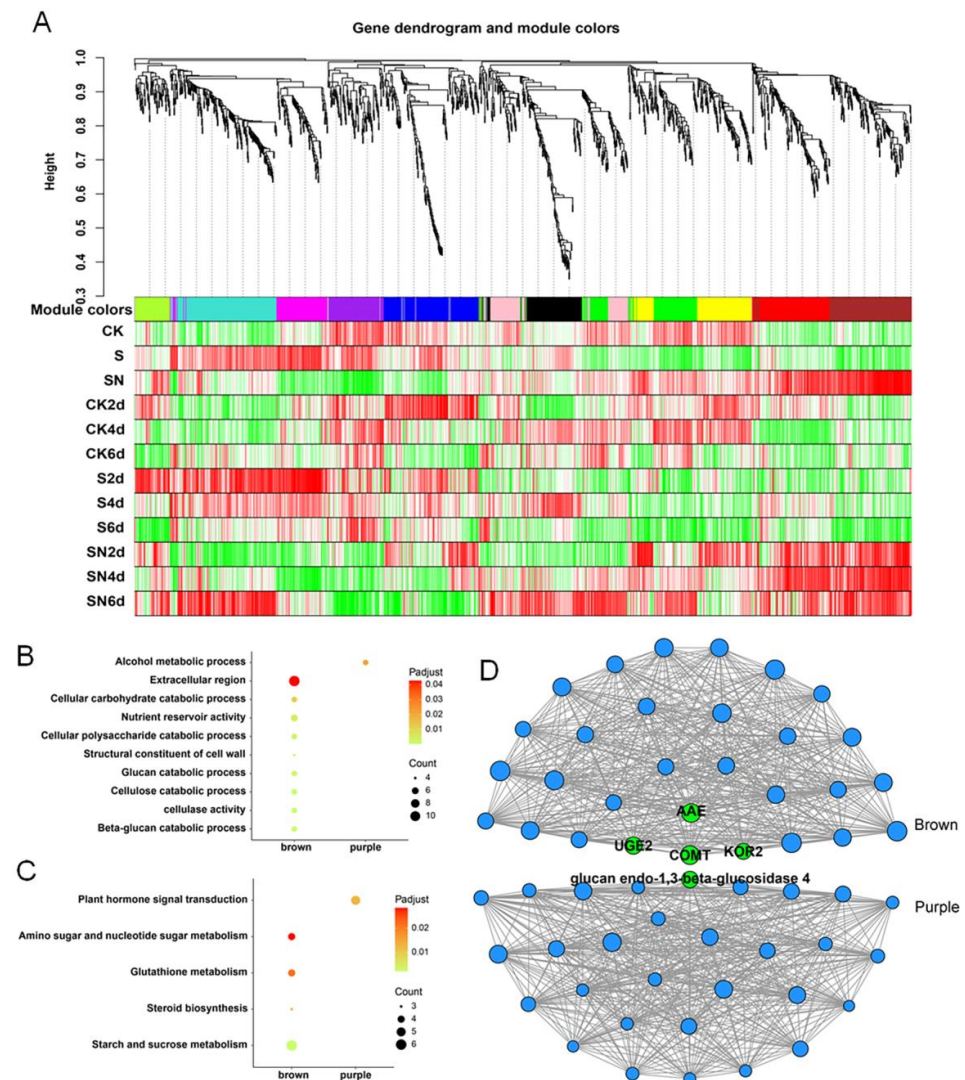 A
Gene dendrogram and module colors
Height
1.0
0.9
0.8
0.7
0.6
0.5
0.4
0.3
Module colors
CK
S
SN
CK2d
CK4d
CK6d
S2d
S4d
S6d
SN2d
SN4d
SN6d
B
Alcohol metabolic process
Extracellular region
Cellular carbohydrate catabolic process
Nutrient reservoir activity
Cellular polysaccharide catabolic process
Structural constituent of cell wall
Glucan catabolic process
Cellulose catabolic process
cellulase activity
Beta-glucan catabolic process
brown purple
Padjust
0.04
0.03
0.02
0.01
Count
4
6
8
10
C
Plant hormone signal transduction
Amino sugar and nucleotide sugar metabolism
Glutathione metabolism
Steroid biosynthesis
Starch and sucrose metabolism
brown purple
Padjust
0.02
0.01
Count
3
4
5
6
D
AAE
UGE2 COMT KOR2
Brown
glucan endo-1,3-beta-glucosidase 4
Purple